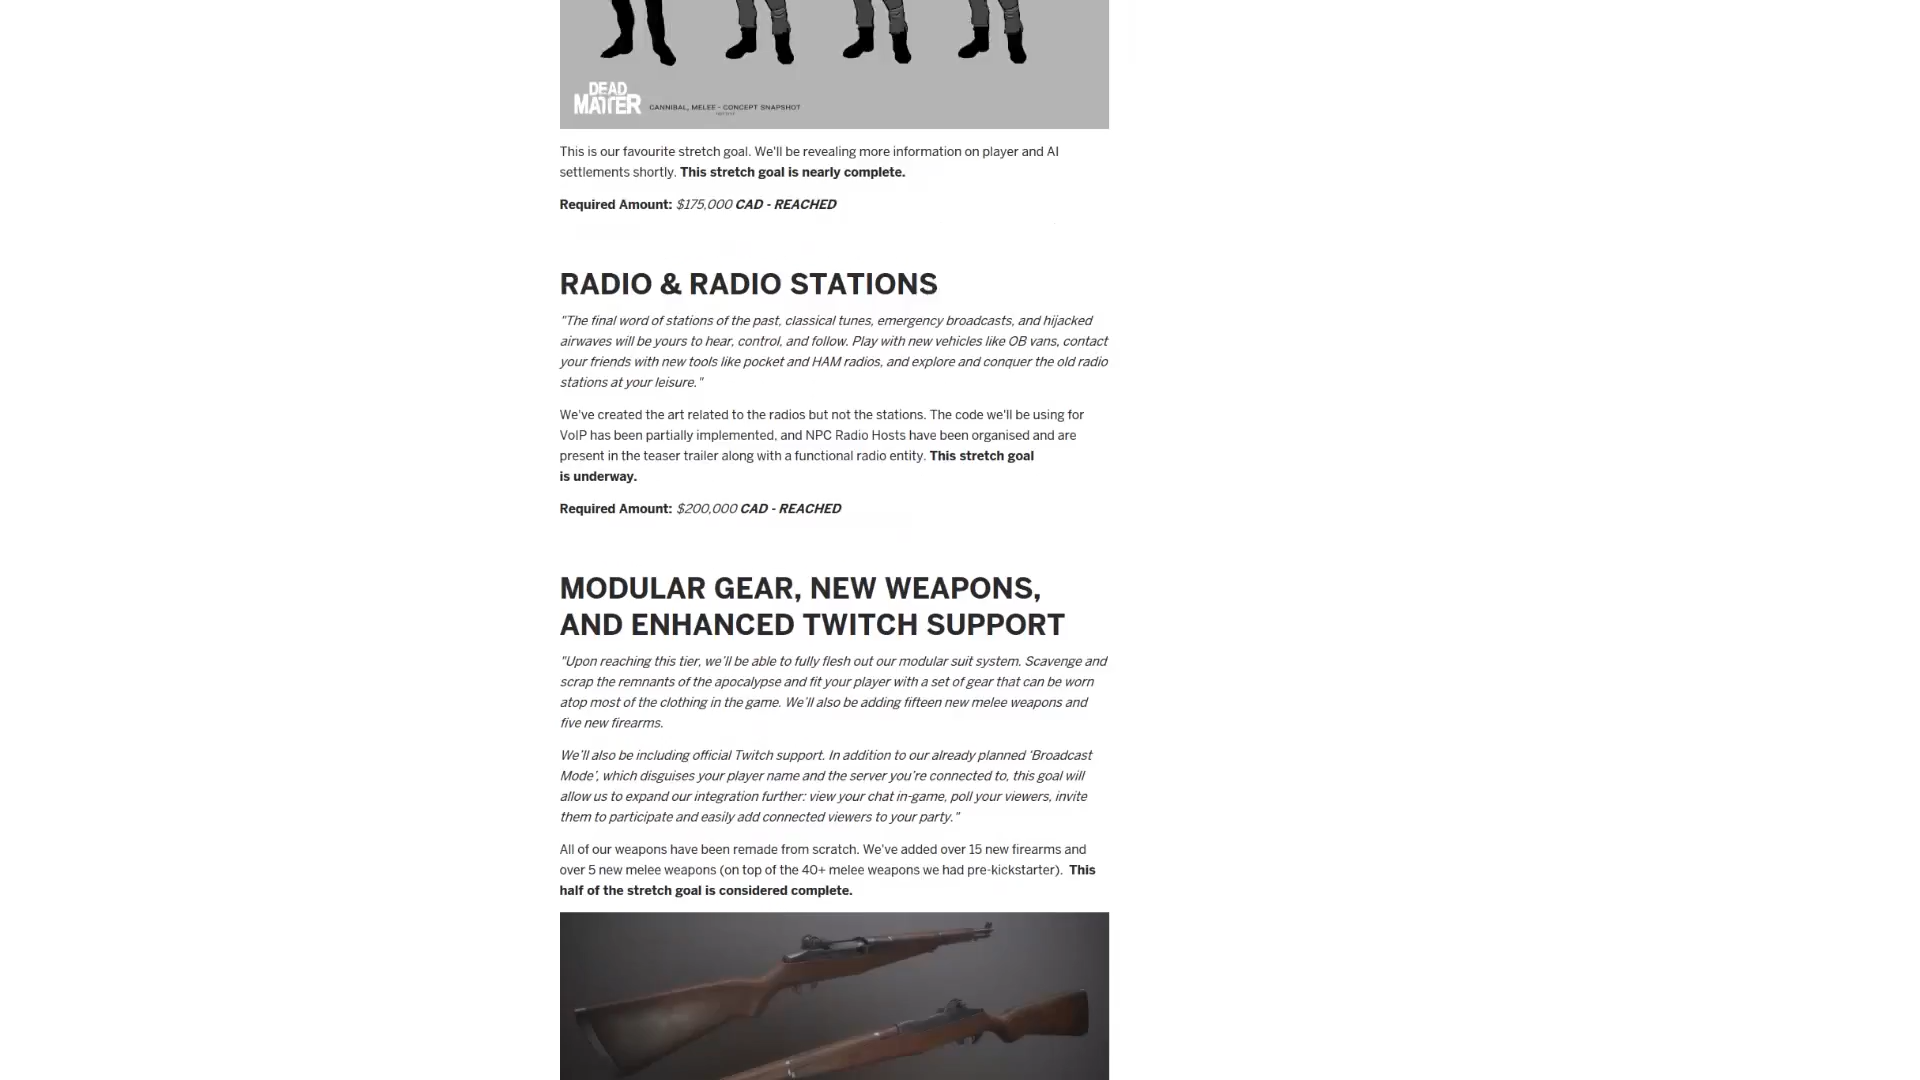 DEAD
MATTER
CANNIBAL, MELEE - CONCEPT SNAPSHOT
This is our favourite stretch goal. We'll be revealing more information on player and AI
settlements shortly. This stretch goal is nearly complete.
Required Amount: $175,000 CAD - REACHED
RADIO & RADIO STATIONS
"The final word of stations of the past, classical tunes, emergency broadcasts, and hijacked
airwaves will be yours to hear, control, and follow. Play with new vehicles like OB vans, contact
your friends with new tools like pocket and HAM radios, and explore and conquer the old radio
stations at your leisure."
We've created the art related to the radios but not the stations. The code we'll be using for
VoIP has been partially implemented, and NPC Radio Hosts have been organised and are
present in the teaser trailer along with a functional radio entity. This stretch goal
is underway.
Required Amount: $200,000 CAD - REACHED
MODULAR GEAR, NEW WEAPONS,
AND ENHANCED TWITCH SUPPORT
"Upon reaching this tier, we'll be able to fully flesh out our modular suit system. Scavenge and
scrap the remnants of the apocalypse and fit your player with a set of gear that can be worn
atop most of the clothing in the game. We'll also be adding fifteen new melee weapons and
five new firearms.
We'll also be including official Twitch support. In addition to our already planned ‘Broadcast
Mode’, which disguises your player name and the server you're connected to, this goal will
allow us to expand our integration further: view your chat in-game, poll your viewers, invite
them to participate and easily add connected viewers to your party."
All of our weapons have been remade from scratch. We've added over 15 new firearms and
over 5 new melee weapons (on top of the 40+ melee weapons we had pre-kickstarter). This
half of the stretch goal is considered complete.